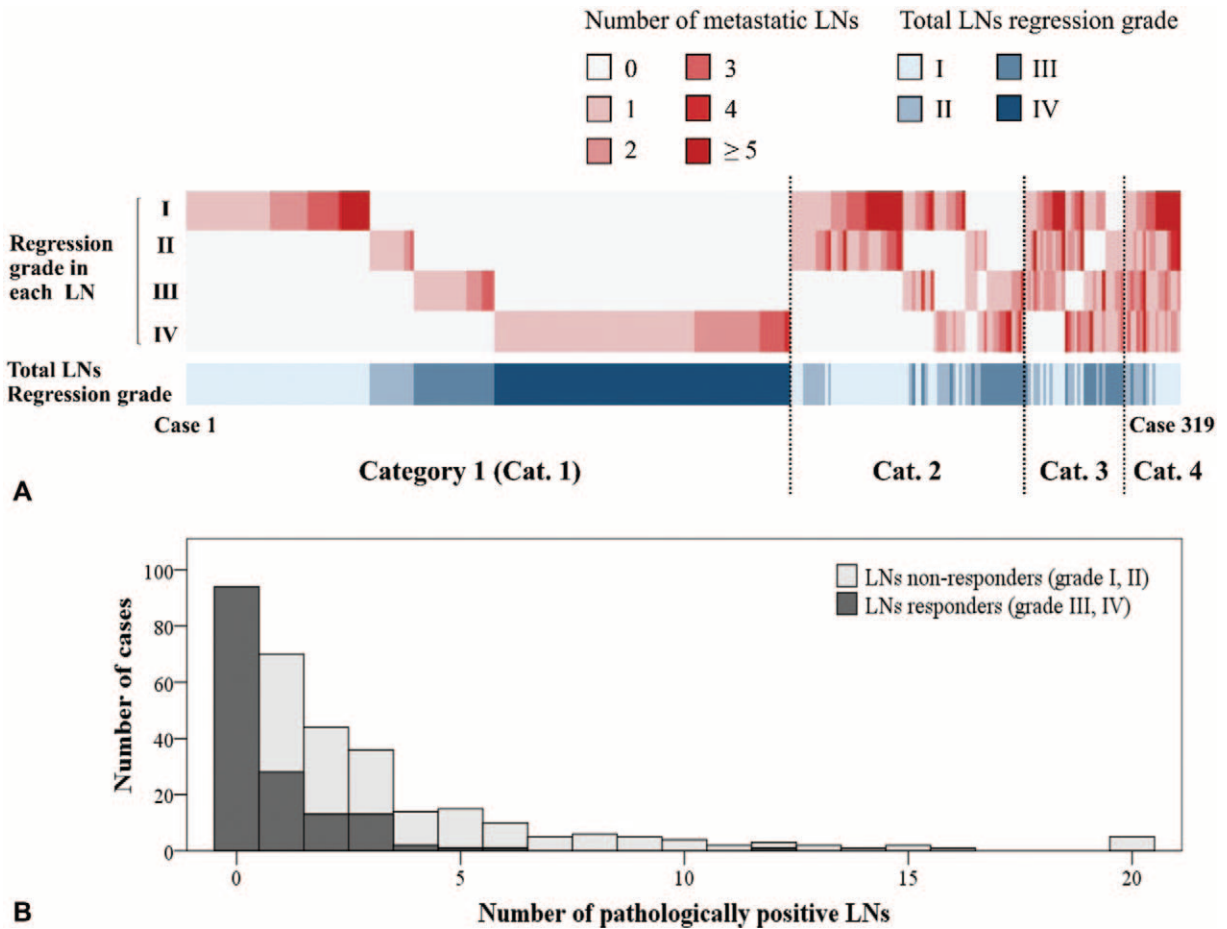 Number of metastatic LNs Total LNs regression grade
0 3 I III
1 4 II IV
2 ≥ 5
Regression grade in each LN
I
II
III
IV
Total LNs
Regression grade
Case 1 Case 319
Category 1 (Cat. 1) Cat. 2 Cat. 3 Cat. 4
A
LNs non-responders (grade I, II)
LNs responders (grade III, IV)
Number of cases
100
80
60
40
20
0
0 5 10 15 20
Number of pathologically positive LNs
B